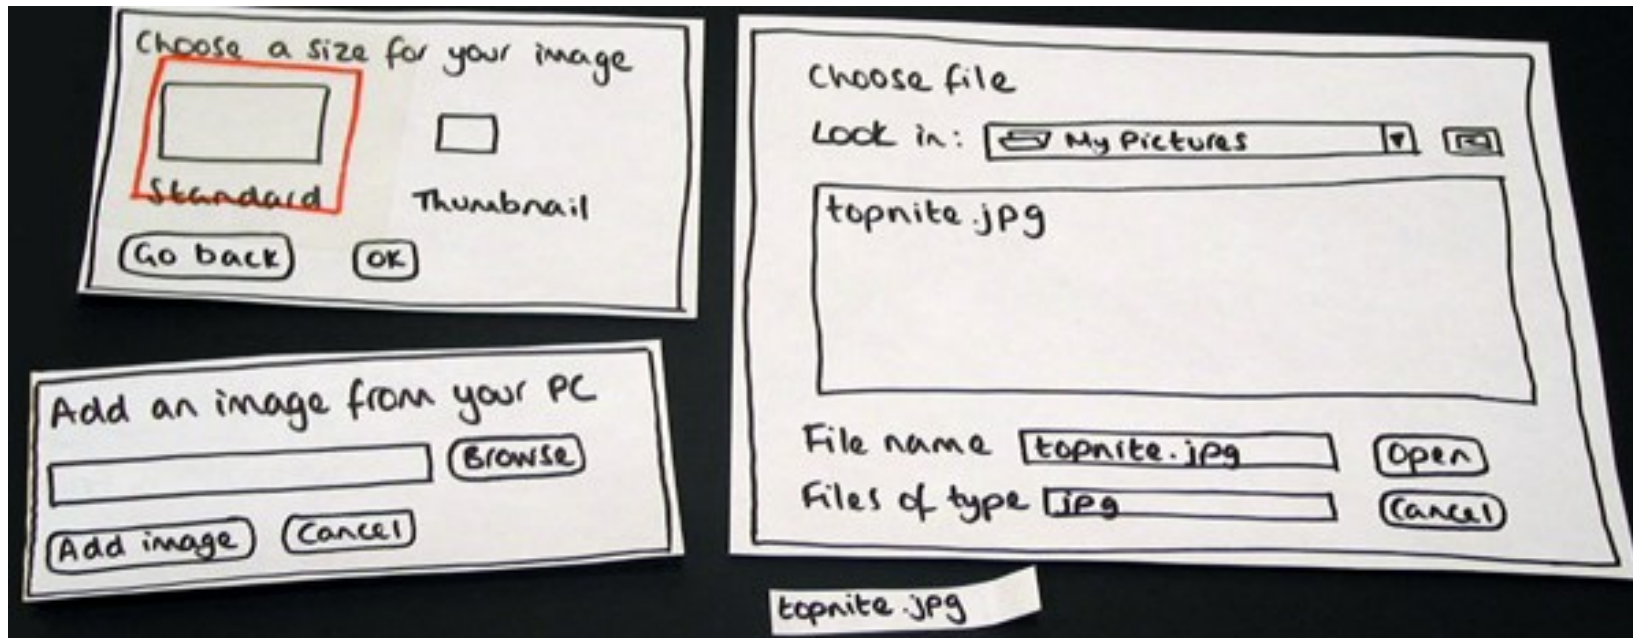 Choose a size for your image
Standard
Thumbnail
Go back
OK
Add an image from your PC
Browse
Add image
Cancel
Choose file
Look in: My Pictures
topnite.jpg
File name topnite.jpg Open
Files of type jpg Cancel
topnite.jpg